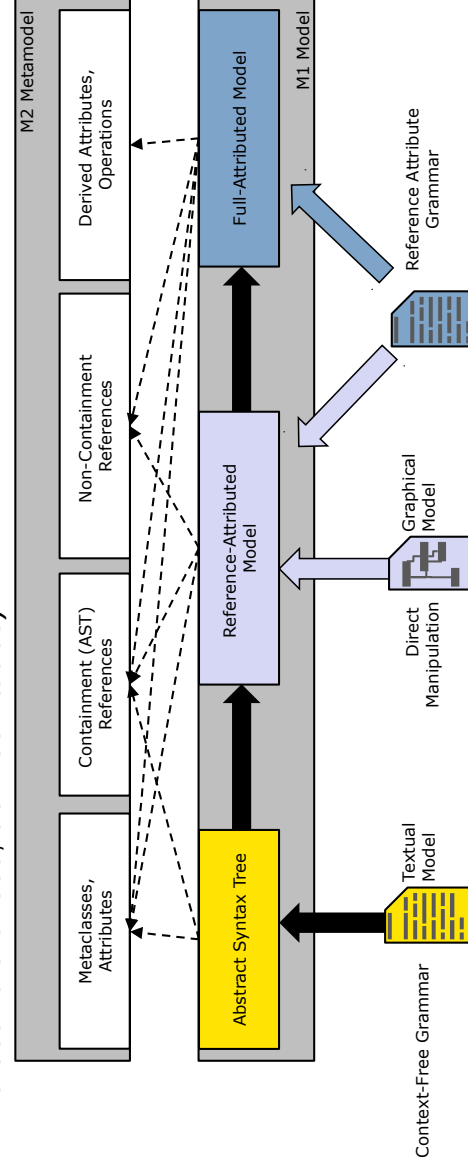 M2 Metamodel
Metaclasses,
Attributes
Containment (AST)
References
Non-Containment
References
Derived Attributes,
Operations
Abstract Syntax Tree
Reference-Attributed
Model
Full-Attributed Model
M1 Model
Context-Free Grammar
Textual
Model
Direct
Manipulation
Graphical
Model
Reference Attribute
Grammar